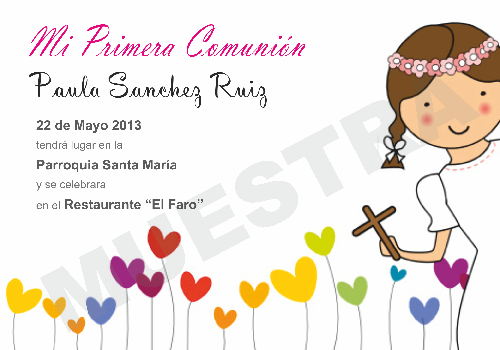 Mi Primera Comunión
Paula Sanchez Ruiz
22 de Mayo 2013
tendrá lugar en la
Parroquia Santa María
y se celebrara
en el Restaurante “El Faro”
MUESTRA